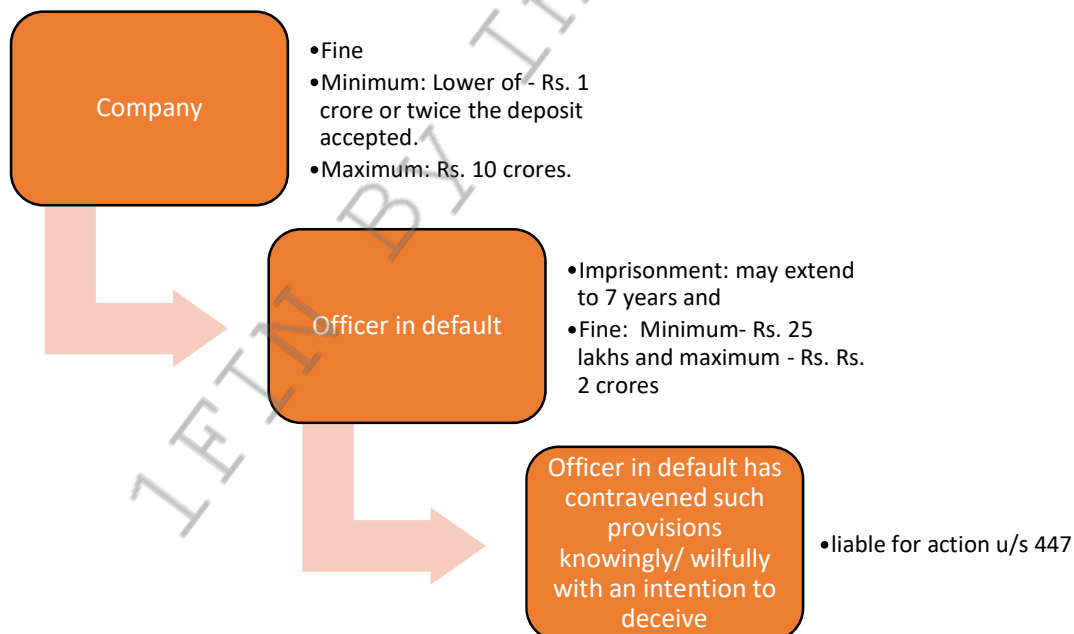 Company
•Fine
•Minimum: Lower of - Rs. 1
crore or twice the deposit
accepted.
•Maximum: Rs. 10 crores.
Officer in default
•Imprisonment: may extend
to 7 years and
•Fine: Minimum- Rs. 25
lakhs and maximum - Rs. Rs.
2 crores
Officer in default has
contravened such
provisions
knowingly/ wilfully
with an intention to
deceive
•liable for action u/s 447
1FIN BY